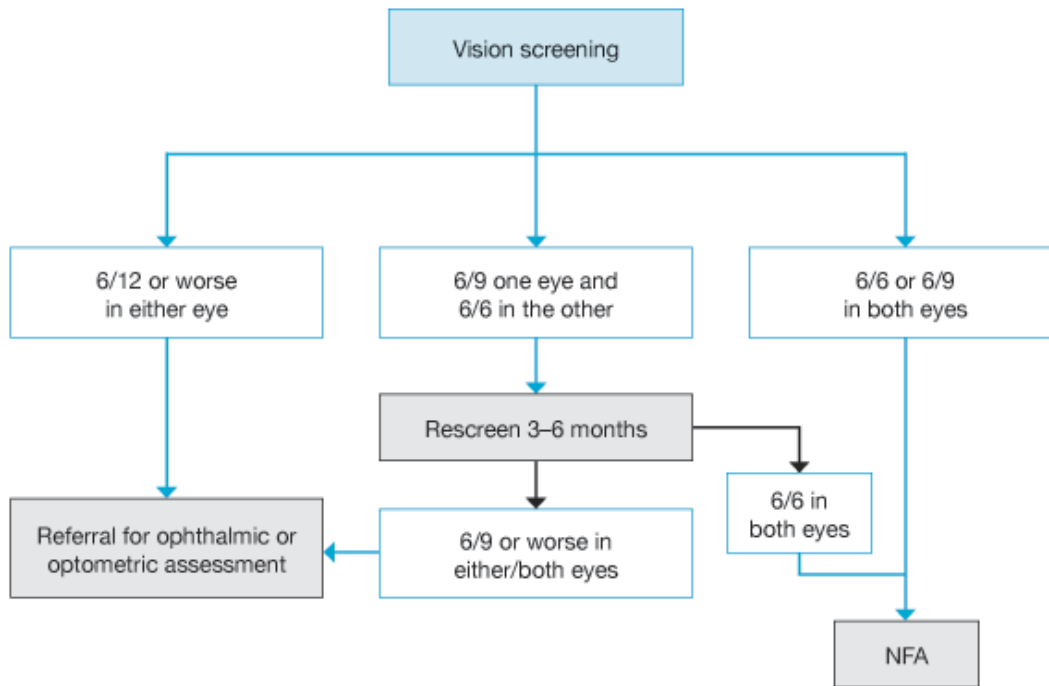 Vision screening
6/12 or worse
in either eye
6/9 one eye and
6/6 in the other
6/6 or 6/9
in both eyes
Rescreen 3–6 months
6/6 in
both eyes
Referral for ophthalmic or
optometric assessment
6/9 or worse in
either/both eyes
NFA